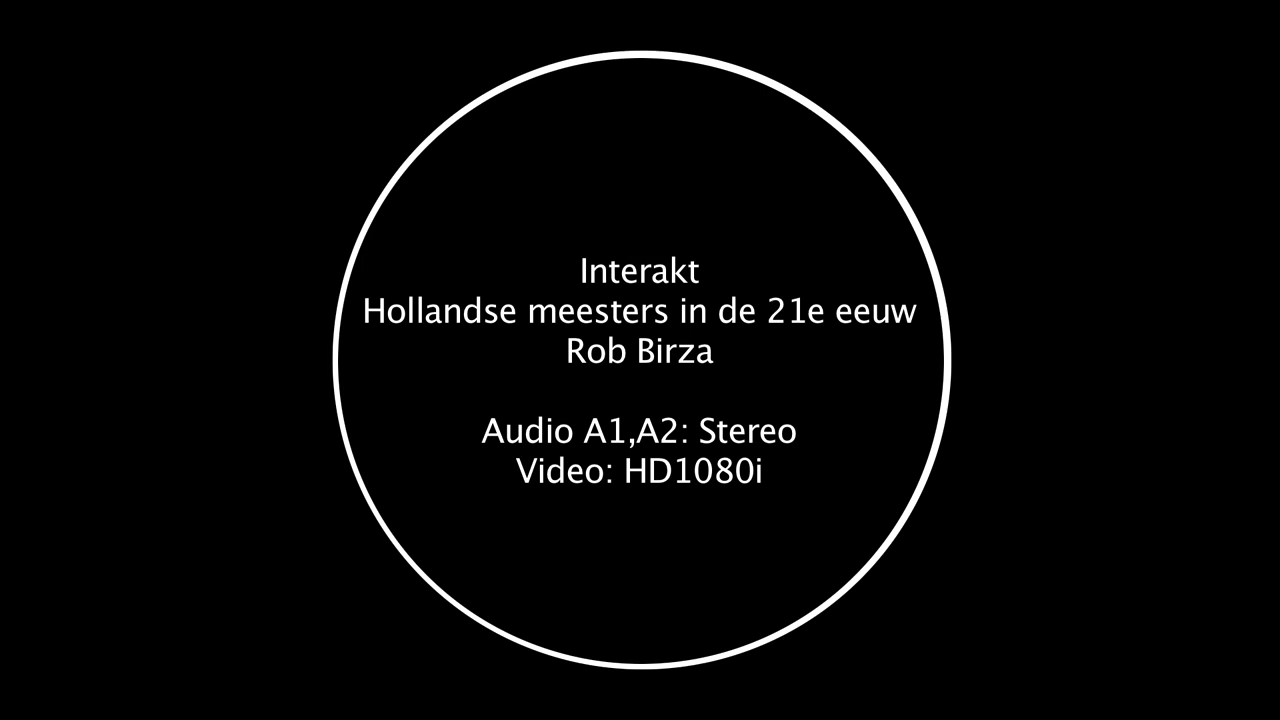 Interakt
Hollandse meesters in de 21e eeuw
Rob Birza
Audio A1,A2: Stereo
Video: HD1080i